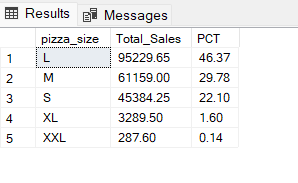 Results Messages
pizza_size Total_Sales PCT
1 L 95229.65 46.37
2 M 61159.00 29.78
3 S 45384.25 22.10
4 XL 3289.50 1.60
5 XXL 287.60 0.14